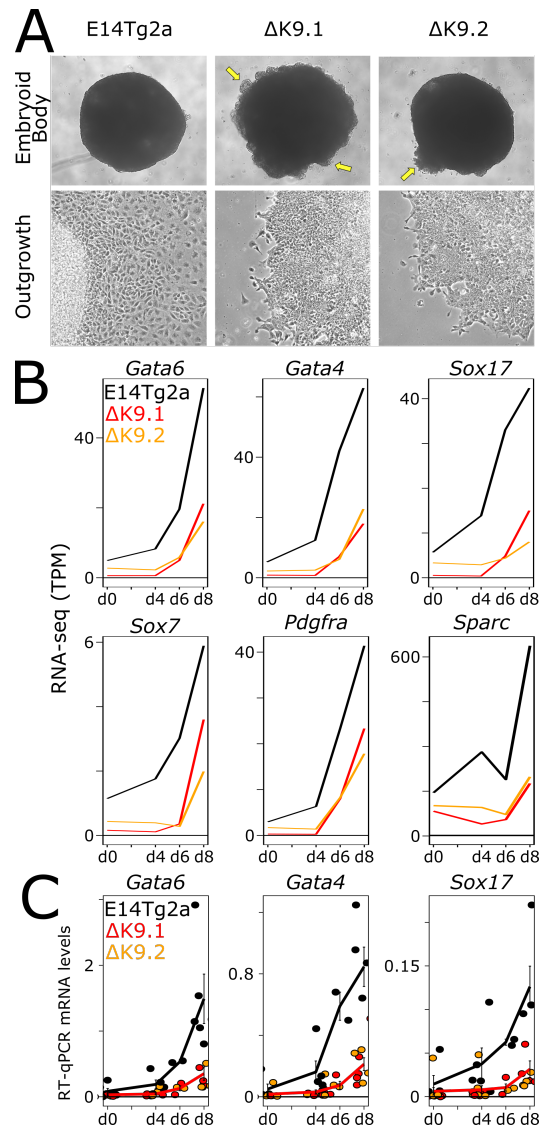 A
E14Tg2a ΔK9.1 ΔK9.2
Embryoid
Body
Outgrowth
B
Gata6 Gata4 Sox17
E14Tg2a
ΔK9.1
ΔK9.2
RNA-seq (TPM)
40 40 40
0 0 0
d0 d4 d6 d8 d0 d4 d6 d8 d0 d4 d6 d8
Sox7 Pdgfra Sparc
6 40 600
0 0 0
d0 d4 d6 d8 d0 d4 d6 d8 d0 d4 d6 d8
C
Gata6 Gata4 Sox17
E14Tg2a
ΔK9.1
ΔK9.2
RT-qPCR mRNA levels
2 0.8 0.15
0 0 0
d0 d4 d6 d8 d0 d4 d6 d8 d0 d4 d6 d8